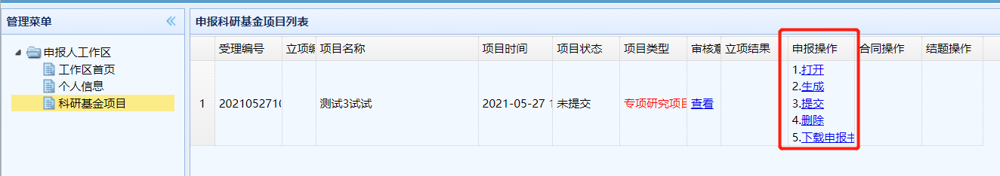 管理菜单
申报科研基金项目列表
申报人工作区
工作区首页
个人信息
科研基金项目
受理编号 立项编 项目名称 项目时间 项目状态 项目类型 审核意 立项结果 申报操作 合同操作 结题操作
1 2021052710 测试3试试 2021-05-27 1 未提交 专项研究项目 查看
1.打开
2.生成
3.提交
4.删除
5.下载申报书